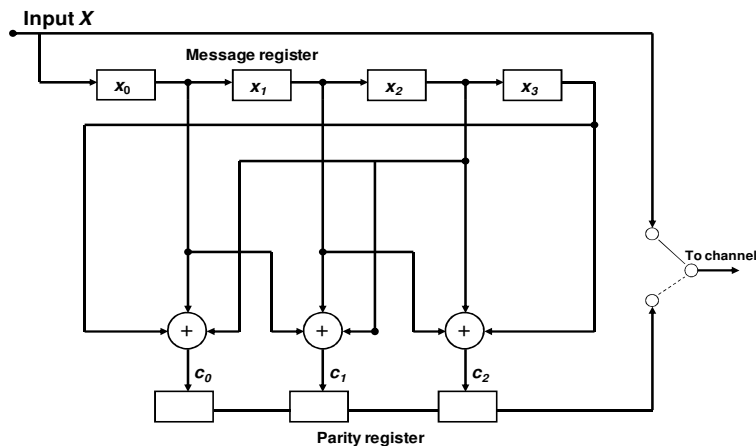 Input X
Message register
x0
x1
x2
x3
To channel
+
+
+
c0
c1
c2
Parity register